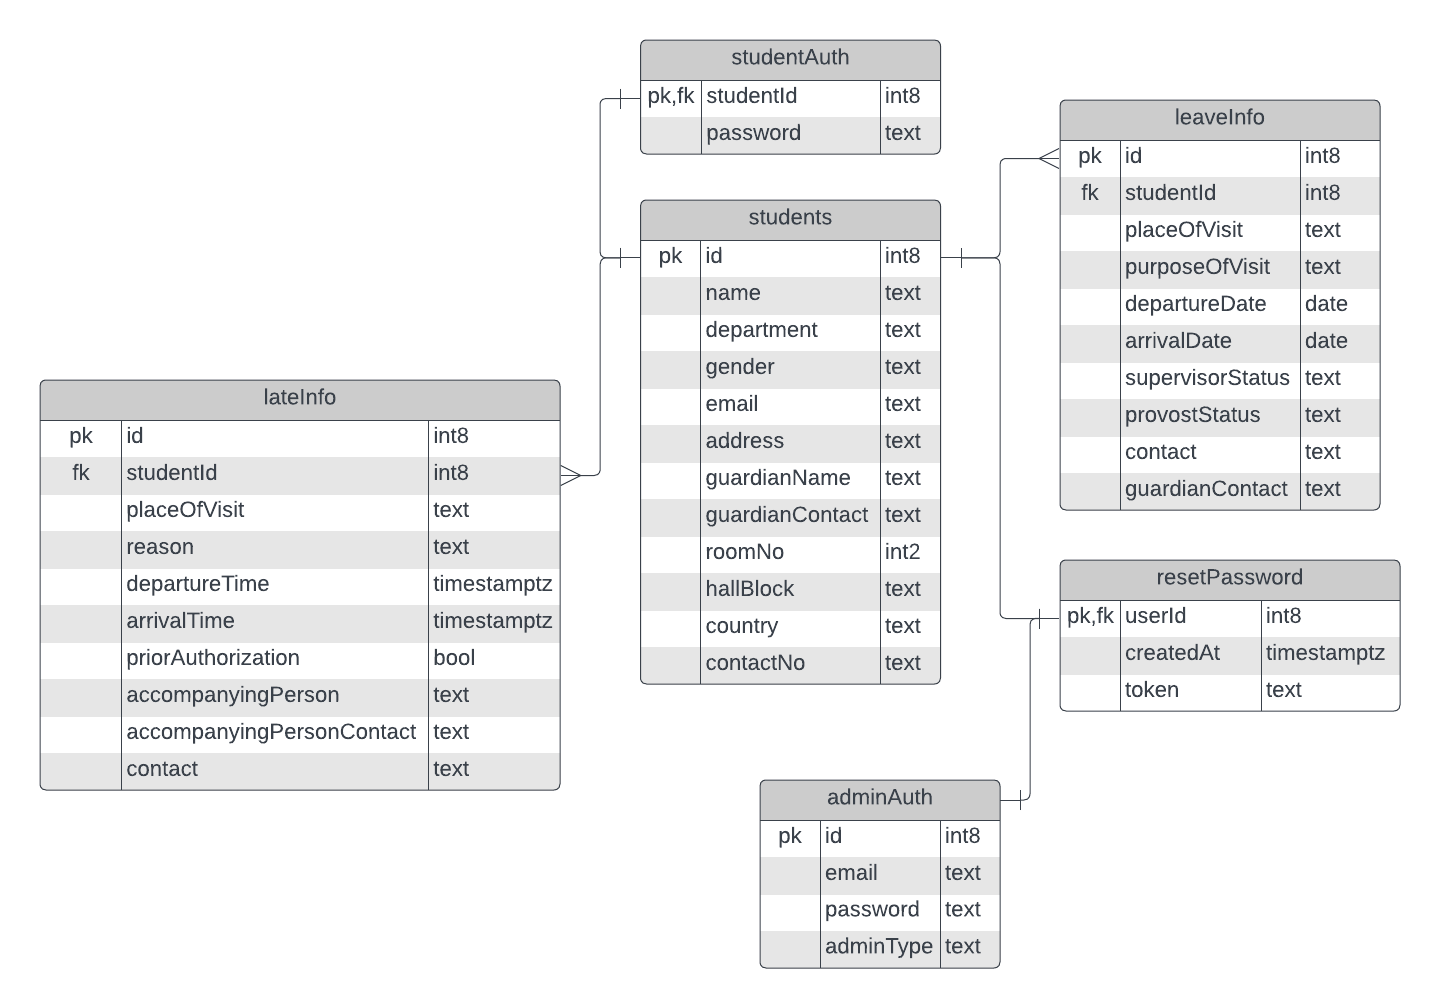 studentAuth
pk,fk studentId int8
password text
students
pk id int8
name text
department text
gender text
email text
address text
guardianName text
guardianContact text
roomNo int2
hallBlock text
country text
contactNo text
leaveInfo
pk id int8
fk studentId int8
placeOfVisit text
purposeOfVisit text
departureDate date
arrivalDate date
supervisorStatus text
provostStatus text
contact text
guardianContact text
lateInfo
pk id int8
fk studentId int8
placeOfVisit text
reason text
departureTime timestamptz
arrivalTime timestamptz
priorAuthorization bool
accompanyingPerson text
accompanyingPersonContact text
contact text
resetPassword
pk,fk userId int8
createdAt timestamptz
token text
adminAuth
pk id int8
email text
password text
adminType text